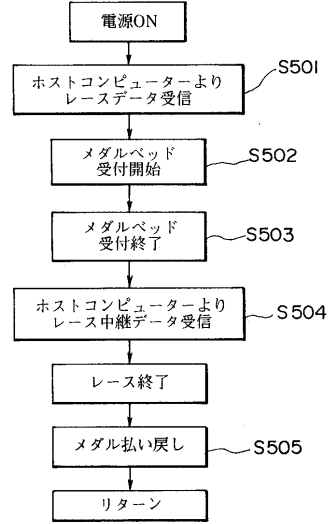 電源ON
ホストコンピューターより
レースデータ受信
S501
メダルベッド
受付開始
S502
メダルベッド
受付終了
S503
ホストコンピューターより
レース中継データ受信
S504
レース終了
メダル払い戻し
S505
リターン